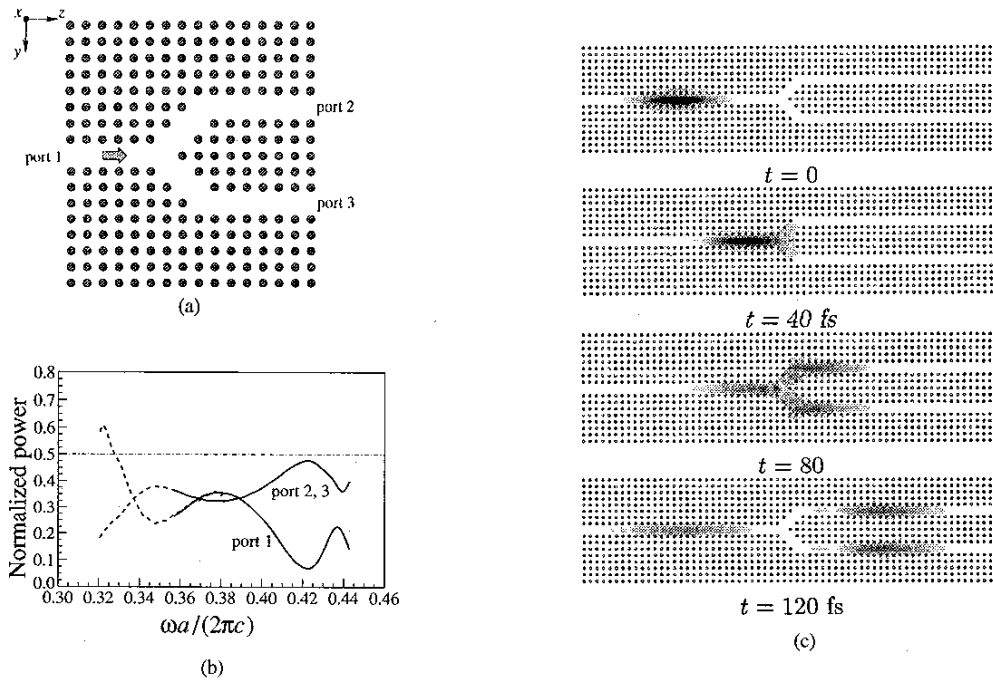 x
z
y
port 2
port 1
port 3
(a)
Normalized power
0.8
0.7
0.6
0.5
0.4
0.3
0.2
0.1
0.0
port 2, 3
port 1
0.30 0.32 0.34 0.36 0.38 0.40 0.42 0.44 0.46
ωa/(2πc)
(b)
t = 0
t = 40 fs
t = 80
t = 120 fs
(c)